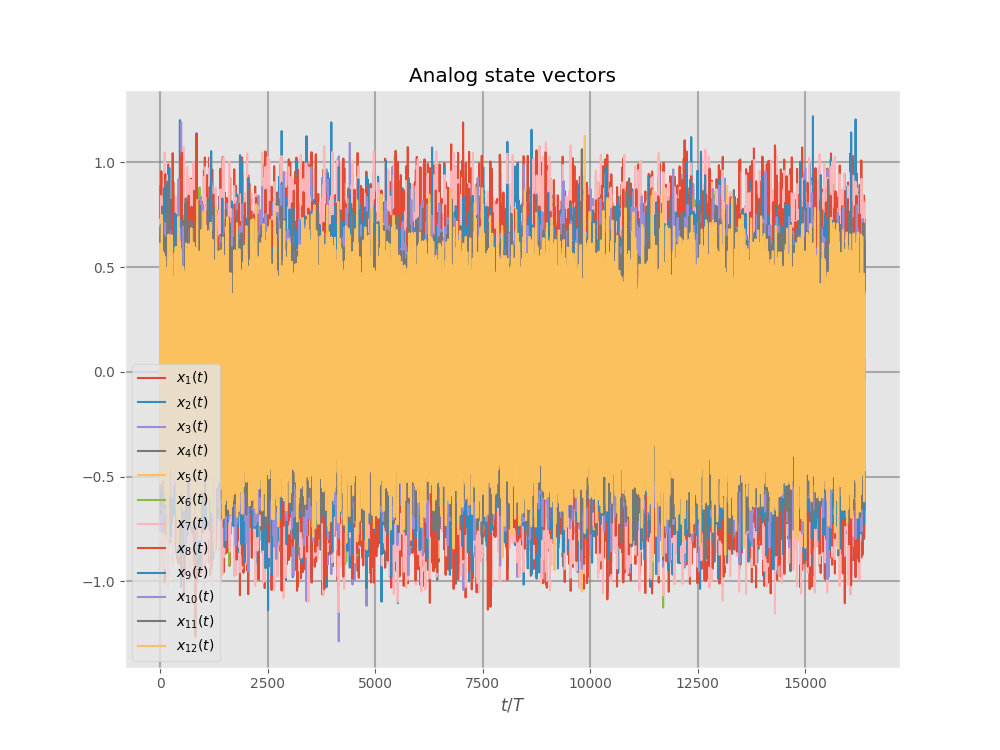 Analog state vectors
1.0
0.5
0.0
−0.5
−1.0
x₁(t)
x₂(t)
x₃(t)
x₄(t)
x₅(t)
x₆(t)
x₇(t)
x₈(t)
x₉(t)
x₁₀(t)
x₁₁(t)
x₁₂(t)
0 2500 5000 7500 10000 12500 15000
t/T